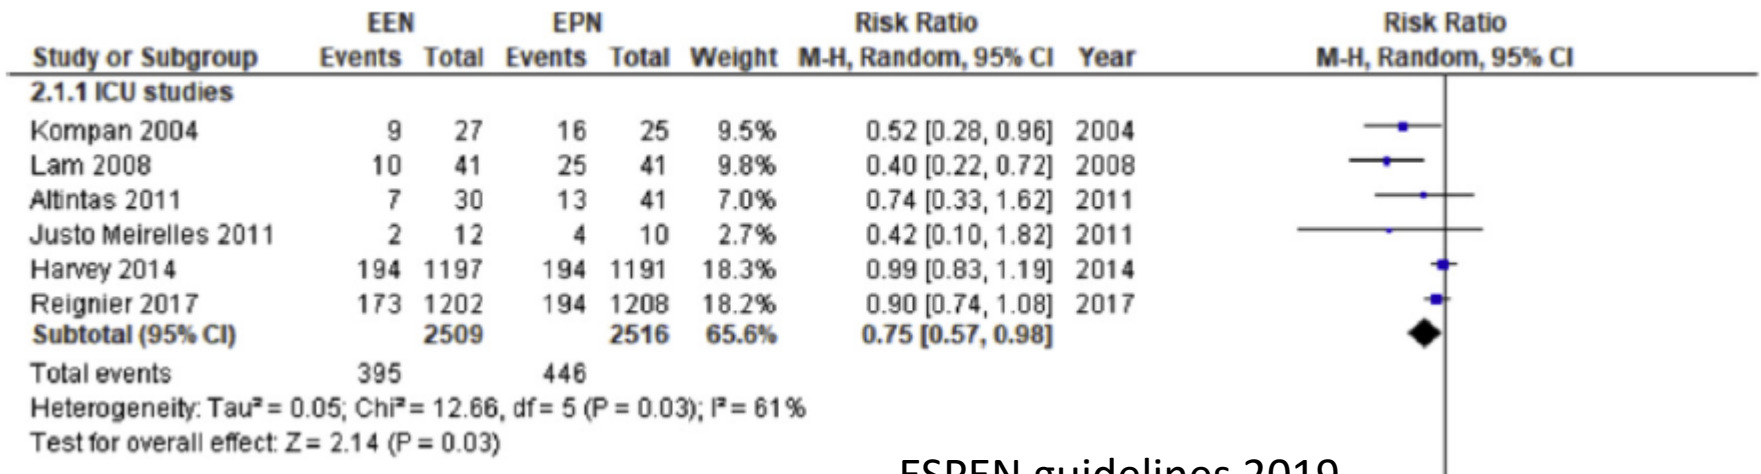 EEN EPN Risk Ratio Risk Ratio
Study or Subgroup Events Total Events Total Weight M-H, Random, 95% CI Year M-H, Random, 95% CI
2.1.1 ICU studies
Kompan 2004 9 27 16 25 9.5% 0.52 [0.28, 0.96] 2004
Lam 2008 10 41 25 41 9.8% 0.40 [0.22, 0.72] 2008
Altintas 2011 7 30 13 41 7.0% 0.74 [0.33, 1.62] 2011
Justo Meirelles 2011 2 12 4 10 2.7% 0.42 [0.10, 1.82] 2011
Harvey 2014 194 1197 194 1191 18.3% 0.99 [0.83, 1.19] 2014
Reignier 2017 173 1202 194 1208 18.2% 0.90 [0.74, 1.08] 2017
Subtotal (95% CI) 2509 2516 65.6% 0.75 [0.57, 0.98]
Total events 395 446
Heterogeneity: Tau² = 0.05; Chi² = 12.66, df = 5 (P = 0.03); I² = 61%
Test for overall effect: Z = 2.14 (P = 0.03)
ESPEN guidelines 2019